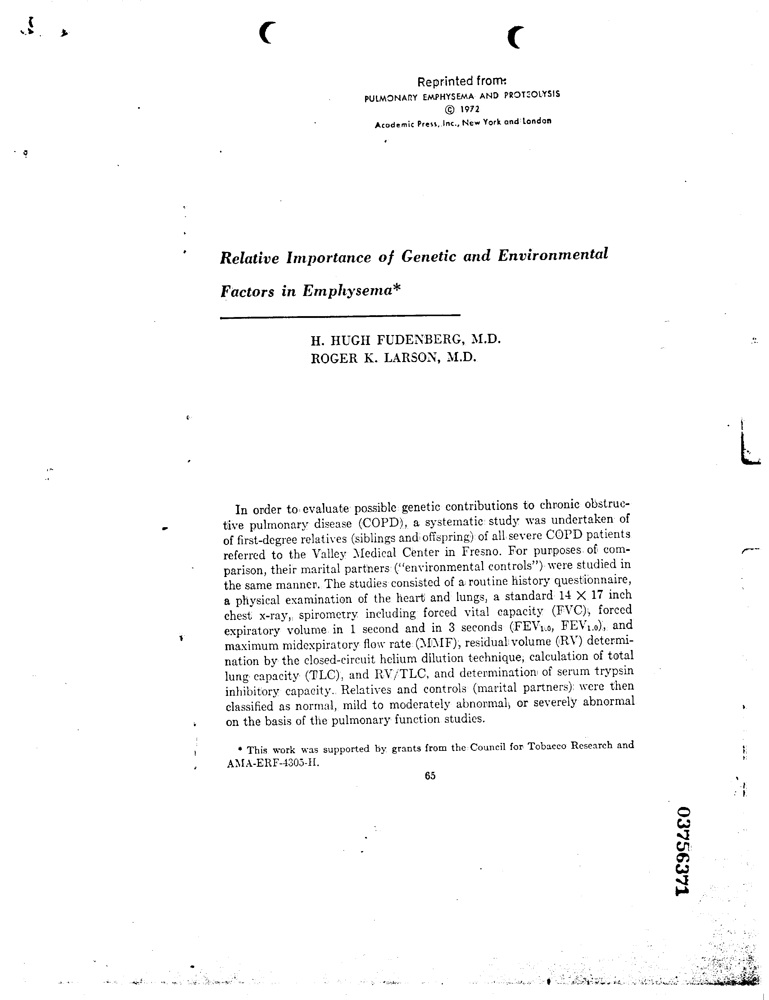 Reprinted from:
PULMONARY EMPHYSEMA AND PROTEOLYSIS
© 1972
Academic Press, Inc., New York and London
Relative Importance of Genetic and Environmental
Factors in Emphysema*
H. HUGH FUDENBERG, M.D.
ROGER K. LARSON, M.D.
In order to evaluate possible genetic contributions to chronic obstruc-
tive pulmonary disease (COPD), a systematic study was undertaken of
of first-degree relatives (siblings and offspring) of all severe COPD patients
referred to the Valley Medical Center in Fresno. For purposes of com-
parison, their marital partners ("environmental controls") were studied in
the same manner. The studies consisted of a routine history questionnaire,
a physical examination of the heart and lungs, a standard 14 × 17 inch
chest x-ray, spirometry including forced vital capacity (FVC), forced
expiratory volume in 1 second and in 3 seconds (FEV1.0, FEV1.0), and
maximum midexpiratory flow rate (MMF), residual volume (RV) determi-
nation by the closed-circuit helium dilution technique, calculation of total
lung capacity (TLC), and RV/TLC, and determination of serum trypsin
inhibitory capacity. Relatives and controls (marital partners) were then
classified as normal, mild to moderately abnormal, or severely abnormal
on the basis of the pulmonary function studies.
* This work was supported by grants from the Council for Tobacco Research and
AMA-ERF-4305-H.
65
03756371